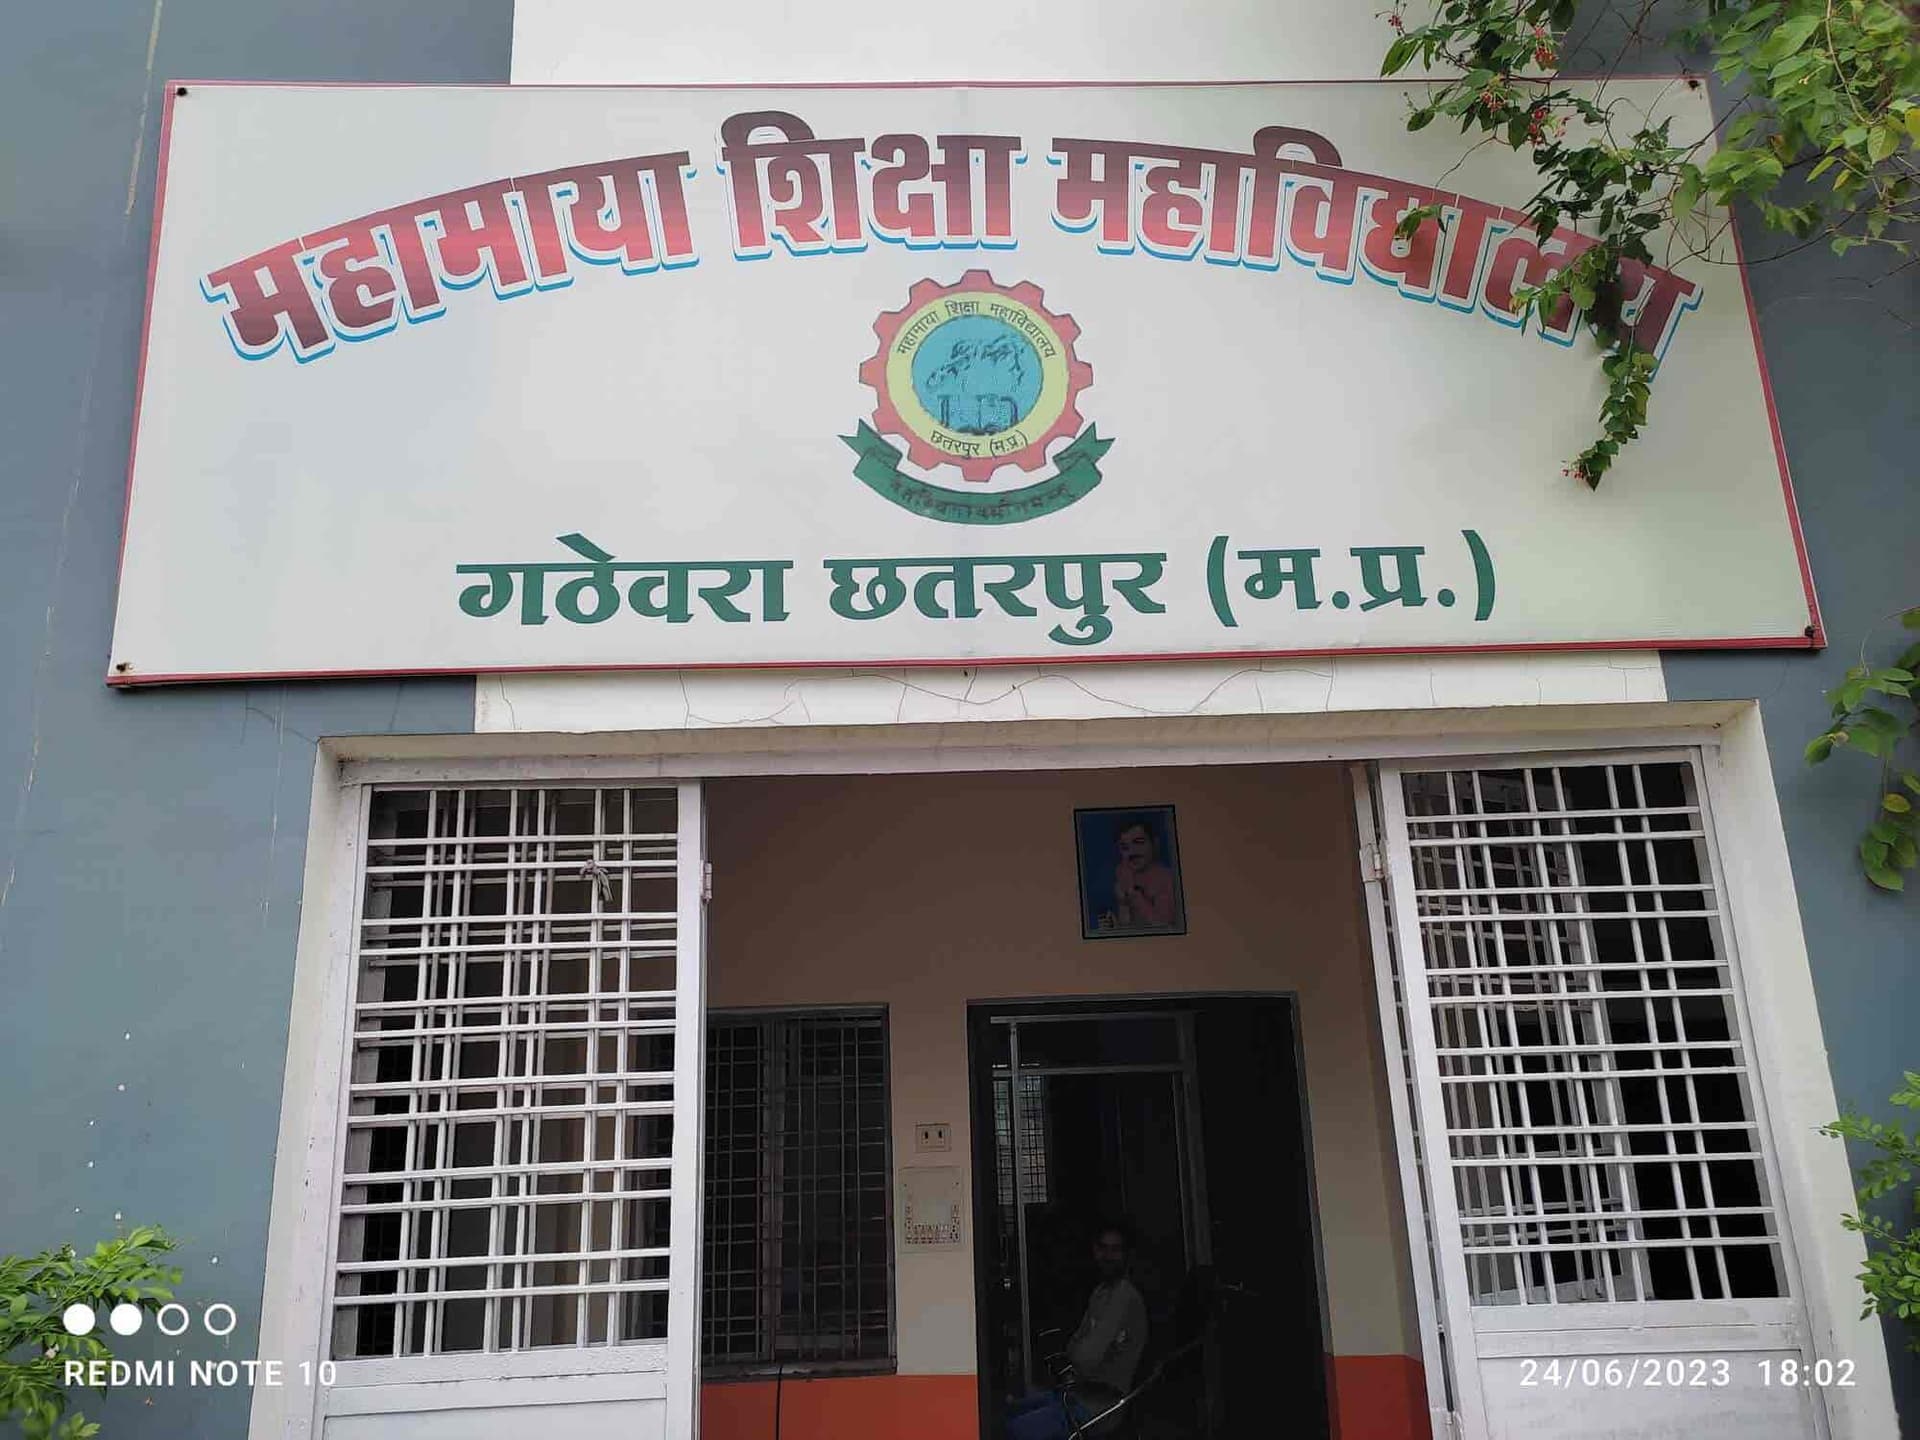 महामाया शिक्षा महाविद्यालय
महामाया शिक्षा महाविद्यालय
छतरपुर (म.प्र.)
गठेवरा छतरपुर (म.प्र.)
REDMI NOTE 10
24/06/2023 18:02